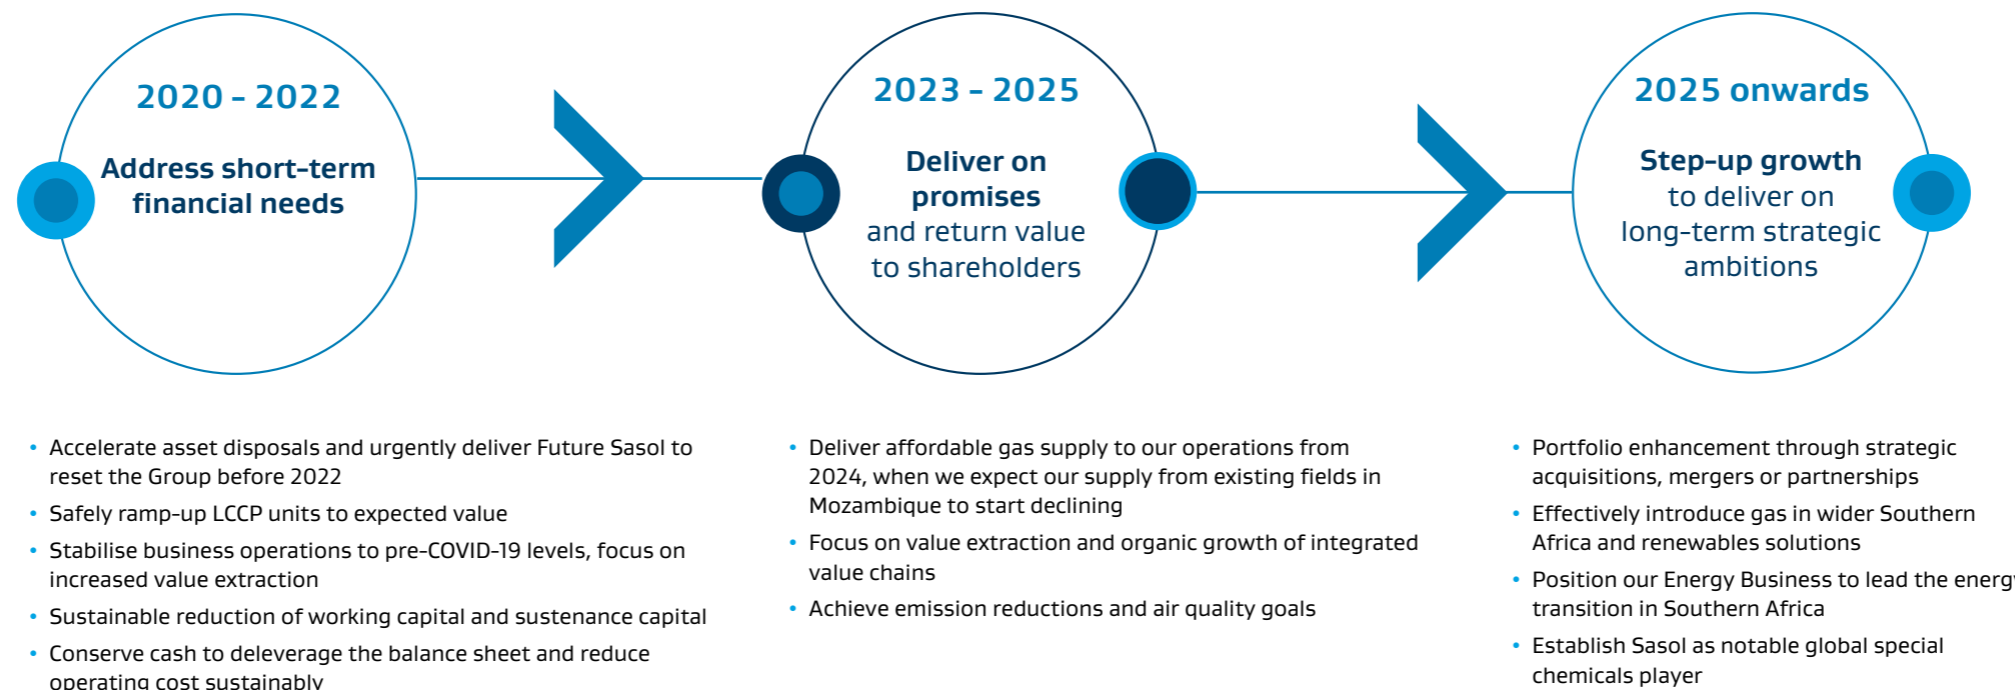 2020 – 2022
Address short-term
financial needs
2023 – 2025
Deliver on
promises
and return value
to shareholders
2025 onwards
Step-up growth
to deliver on
long-term strategic
ambitions
• Accelerate asset disposals and urgently deliver Future Sasol to
reset the Group before 2022
• Safely ramp-up LCCP units to expected value
• Stabilise business operations to pre-COVID-19 levels, focus on
increased value extraction
• Sustainable reduction of working capital and sustenance capital
• Conserve cash to deleverage the balance sheet and reduce
operating cost sustainably
• Deliver affordable gas supply to our operations from
2024, when we expect our supply from existing fields in
Mozambique to start declining
• Focus on value extraction and organic growth of integrated
value chains
• Achieve emission reductions and air quality goals
• Portfolio enhancement through strategic
acquisitions, mergers or partnerships
• Effectively introduce gas in wider Southern
Africa and renewables solutions
• Position our Energy Business to lead the energy
transition in Southern Africa
• Establish Sasol as notable global special
chemicals player